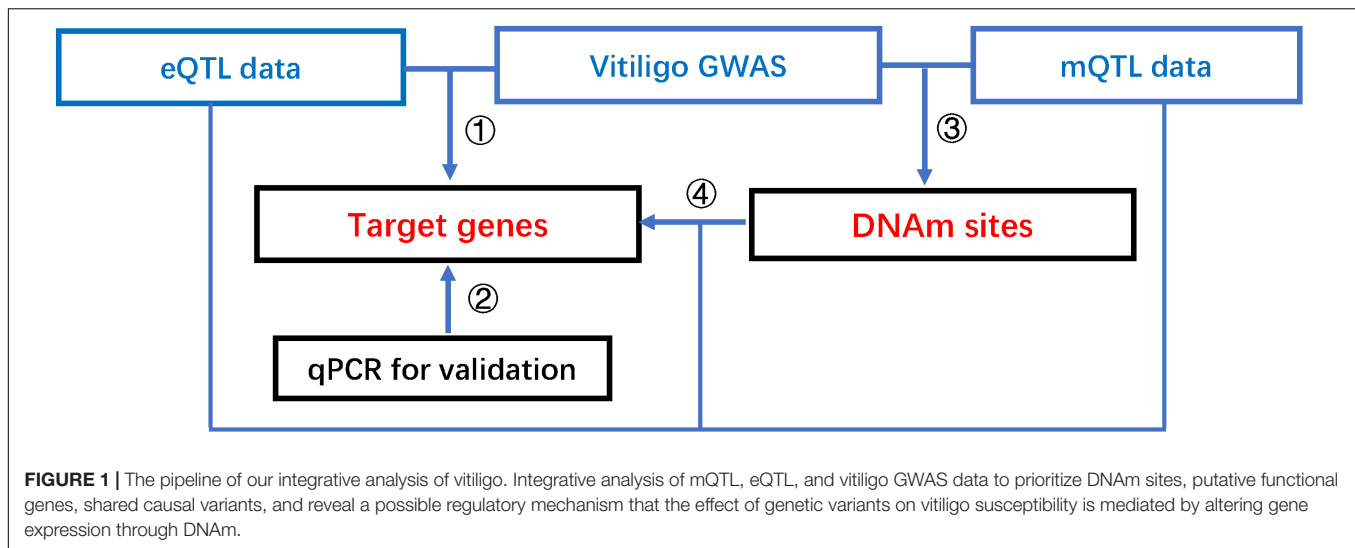 eQTL data
Vitiligo GWAS
mQTL data
①
③
④
Target genes
DNAm sites
②
qPCR for validation
FIGURE 1 | The pipeline of our integrative analysis of vitiligo. Integrative analysis of mQTL, eQTL, and vitiligo GWAS data to prioritize DNAm sites, putative functional
genes, shared causal variants, and reveal a possible regulatory mechanism that the effect of genetic variants on vitiligo susceptibility is mediated by altering gene
expression through DNAm.